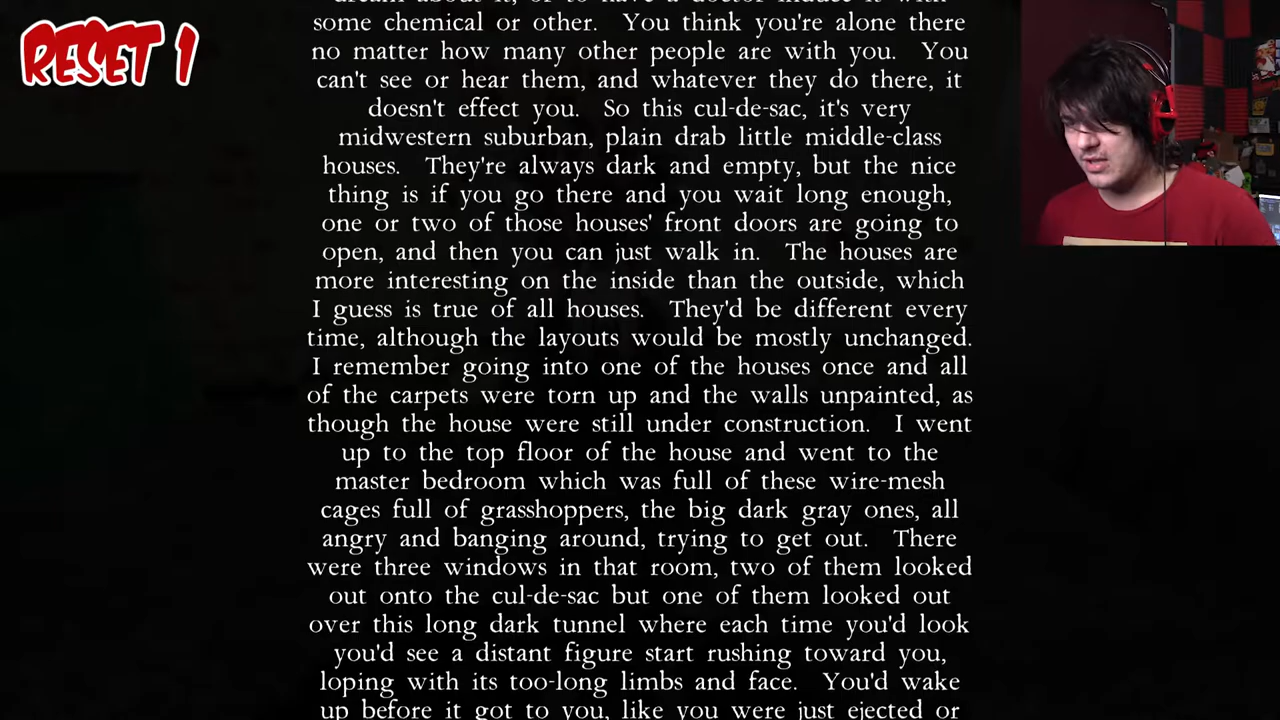 RESET 1
dream about it, or to have a doctor induce it with
some chemical or other. You think you're alone there
no matter how many other people are with you. You
can't see or hear them, and whatever they do there, it
doesn't effect you. So this cul-de-sac, it's very
midwestern suburban, plain drab little middle-class
houses. They're always dark and empty, but the nice
thing is if you go there and you wait long enough,
one or two of those houses' front doors are going to
open, and then you can just walk in. The houses are
more interesting on the inside than the outside, which
I guess is true of all houses. They'd be different every
time, although the layouts would be mostly unchanged.
I remember going into one of the houses once and all
of the carpets were torn up and the walls unpainted, as
though the house were still under construction. I went
up to the top floor of the house and went to the
master bedroom which was full of these wire-mesh
cages full of grasshoppers, the big dark gray ones, all
angry and banging around, trying to get out. There
were three windows in that room, two of them looked
out onto the cul-de-sac but one of them looked out
over this long dark tunnel where each time you'd look
you'd see a distant figure start rushing toward you,
loping with its too-long limbs and face. You'd wake
up before it got to you, like you were just ejected or